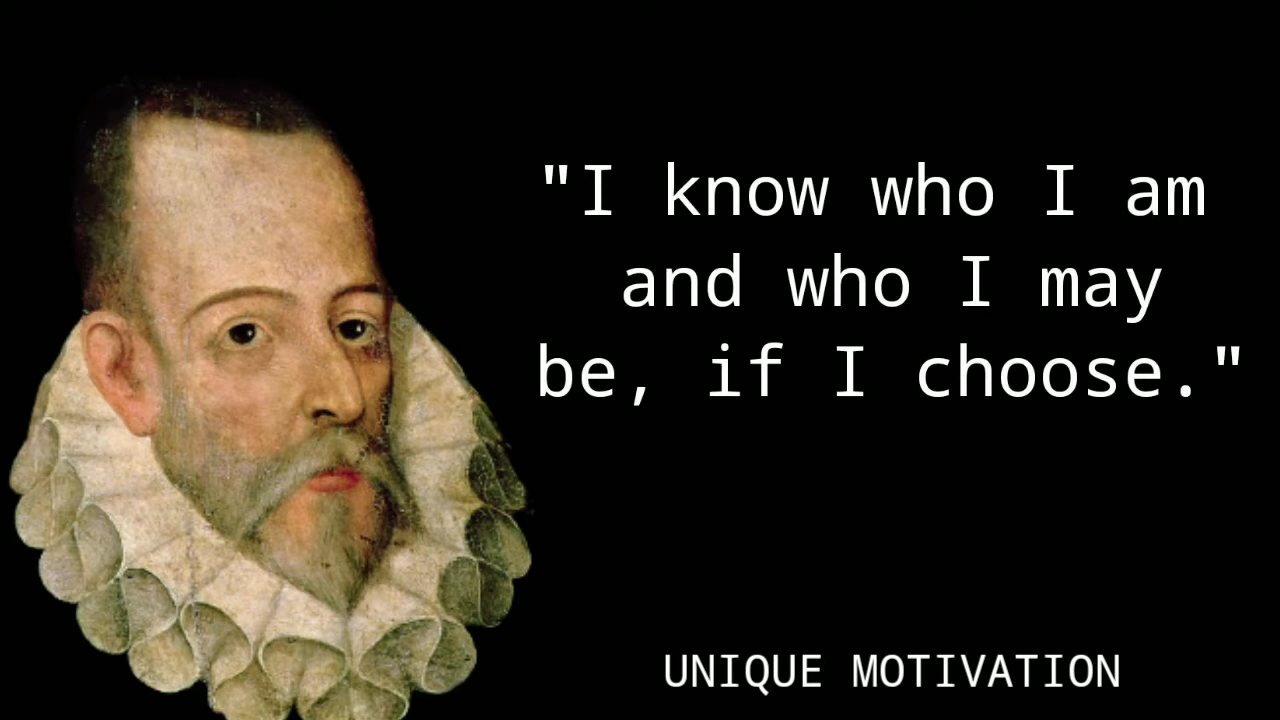 "I know who I am
and who I may
be, if I choose."
UNIQUE MOTIVATION